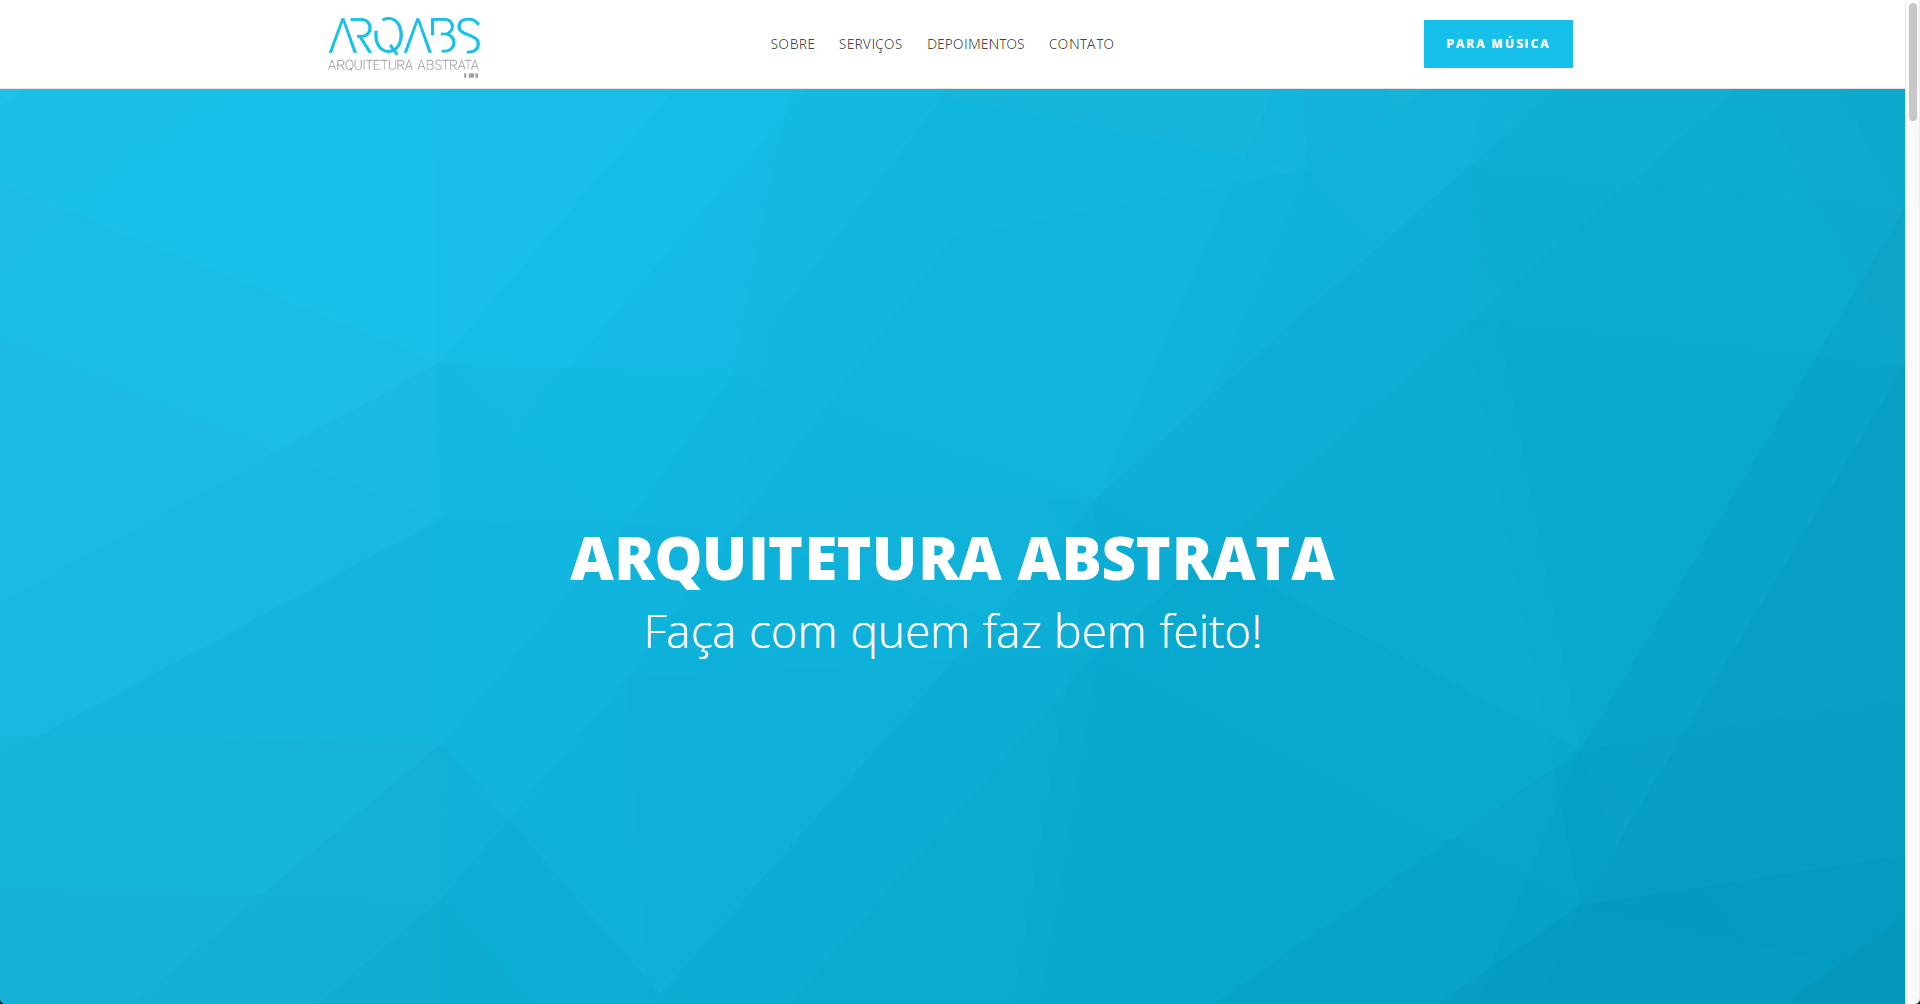 ARQABS
ARQUITETURA ABSTRATA
SOBRE
SERVIÇOS
DEPOIMENTOS
CONTATO
PARA MÚSICA
ARQUITETURA ABSTRATA
Faça com quem faz bem feito!